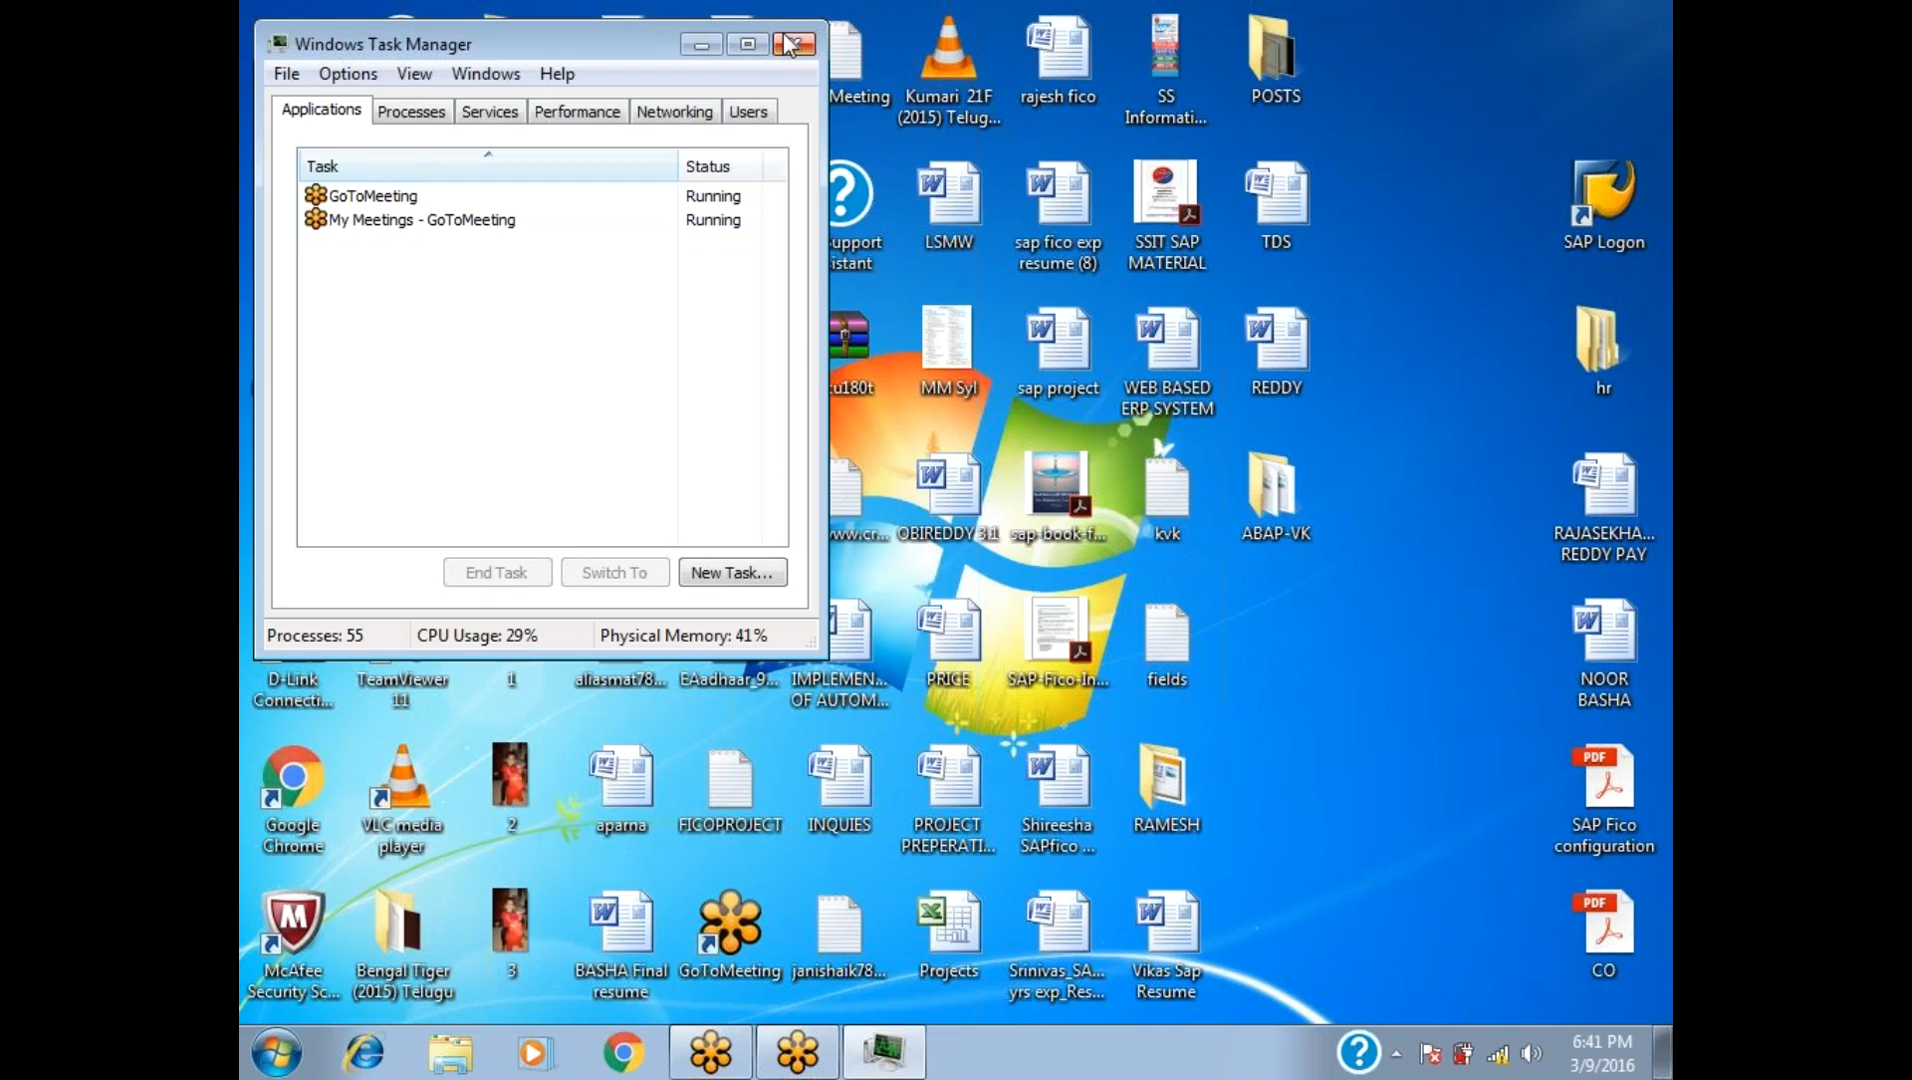 Windows Task Manager
File Options View Windows Help
Applications Processes Services Performance Networking Users
Task Status
GoToMeeting Running
My Meetings - GoToMeeting Running
End Task Switch To New Task...
Processes: 55 CPU Usage: 29% Physical Memory: 41%
Meeting
Kumari 21F
(2015) Telug...
rajesh fico
SS
Informati...
POSTS
upport
istant
LSMW
sap fico exp
resume (8)
SSIT SAP
MATERIAL
TDS
SAP Logon
cu180t
MM Syl
sap project
WEB BASED
ERP SYSTEM
REDDY
hr
www.cr...
OBIREDDY 3.1
sap-book-f...
kvk
ABAP-VK
RAJASEKHA...
REDDY PAY
D-Link
Connecti...
TeamViewer
11
1
aliasmat78...
EAadhaar_9...
IMPLEMEN...
OF AUTOM...
PRICE
SAP-Fico-In...
fields
NOOR
BASHA
Google
Chrome
VLC media
player
2
aparna
FICOPROJECT
INQUIES
PROJECT
PREPERATI...
Shireesha
SAPfico ...
RAMESH
PDF
SAP Fico
configuration
McAfee
Security Sc...
Bengal Tiger
(2015) Telugu
3
BASHA Final
resume
GoToMeeting
janishaik78...
Projects
Srinivas_SA...
yrs exp_Res...
Vikas Sap
Resume
PDF
CO
6:41 PM
3/9/2016